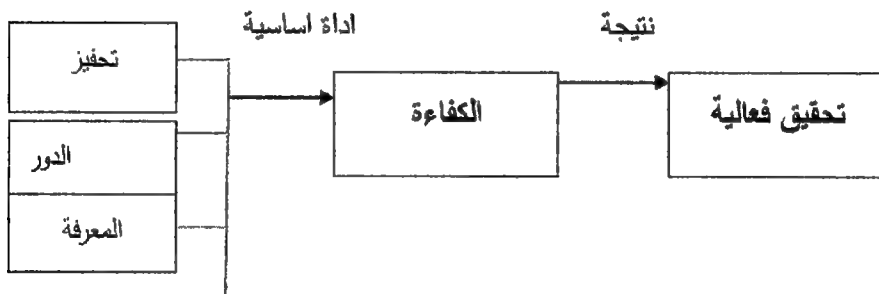 اداة اساسية
نتيجة
تحفيز
الكفاءة
تحقيق فعالية
الدور
المعرفة